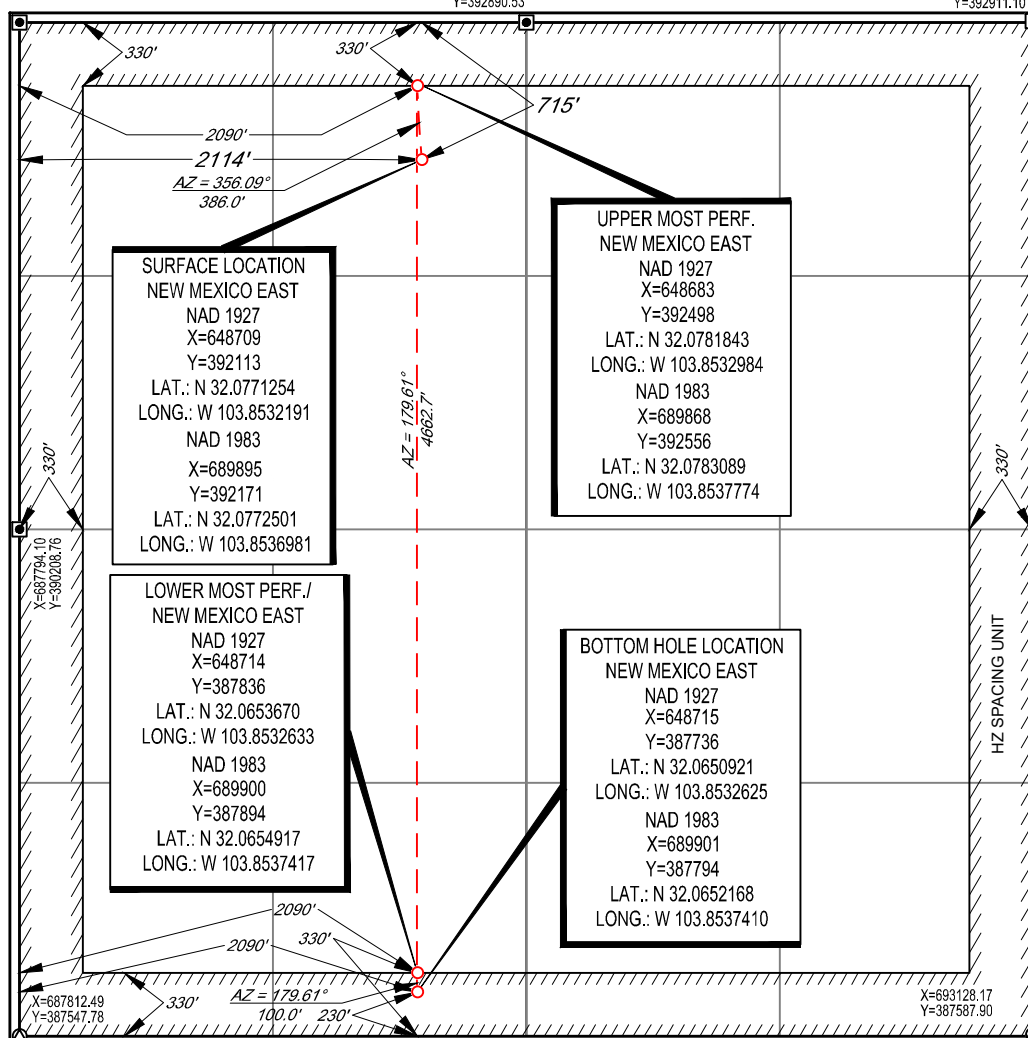 Y=392890.53
Y=392911.10
330'
330'
715'
2090'
2114'
AZ = 356.09°
386.0'
UPPER MOST PERF.
NEW MEXICO EAST
NAD 1927
X=648683
Y=392498
LAT.: N 32.0781843
LONG.: W 103.8532984
NAD 1983
X=689868
Y=392556
LAT.: N 32.0783089
LONG.: W 103.8537774
SURFACE LOCATION
NEW MEXICO EAST
NAD 1927
X=648709
Y=392113
LAT.: N 32.0771254
LONG.: W 103.8532191
NAD 1983
X=689895
Y=392171
LAT.: N 32.0772501
LONG.: W 103.8536981
AZ = 179.61°
4662.7'
330'
330'
X=687794.10
Y=390208.76
LOWER MOST PERF./
NEW MEXICO EAST
NAD 1927
X=648714
Y=387836
LAT.: N 32.0653670
LONG.: W 103.8532633
NAD 1983
X=689900
Y=387894
LAT.: N 32.0654917
LONG.: W 103.8537417
BOTTOM HOLE LOCATION
NEW MEXICO EAST
NAD 1927
X=648715
Y=387736
LAT.: N 32.0650921
LONG.: W 103.8532625
NAD 1983
X=689901
Y=387794
LAT.: N 32.0652168
LONG.: W 103.8537410
HZ SPACING UNIT
2090'
2090'
330'
X=687812.49
Y=387547.78
330'
AZ = 179.61°
100.0'
230'
X=693128.17
Y=387587.90